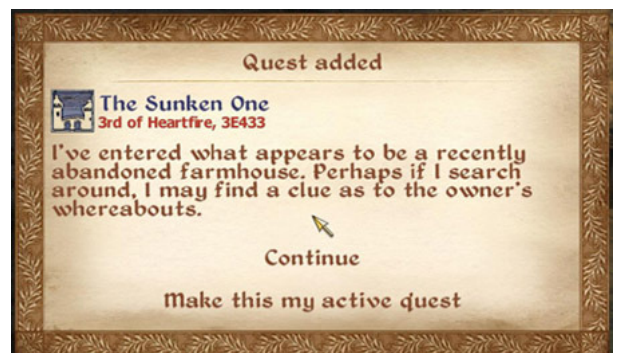 Quest added
The Sunken One
3rd of Heartfire, 3E433
I've entered what appears to be a recently
abandoned farmhouse. Perhaps if I search
around, I may find a clue as to the owner's
whereabouts.
Continue
Make this my active quest